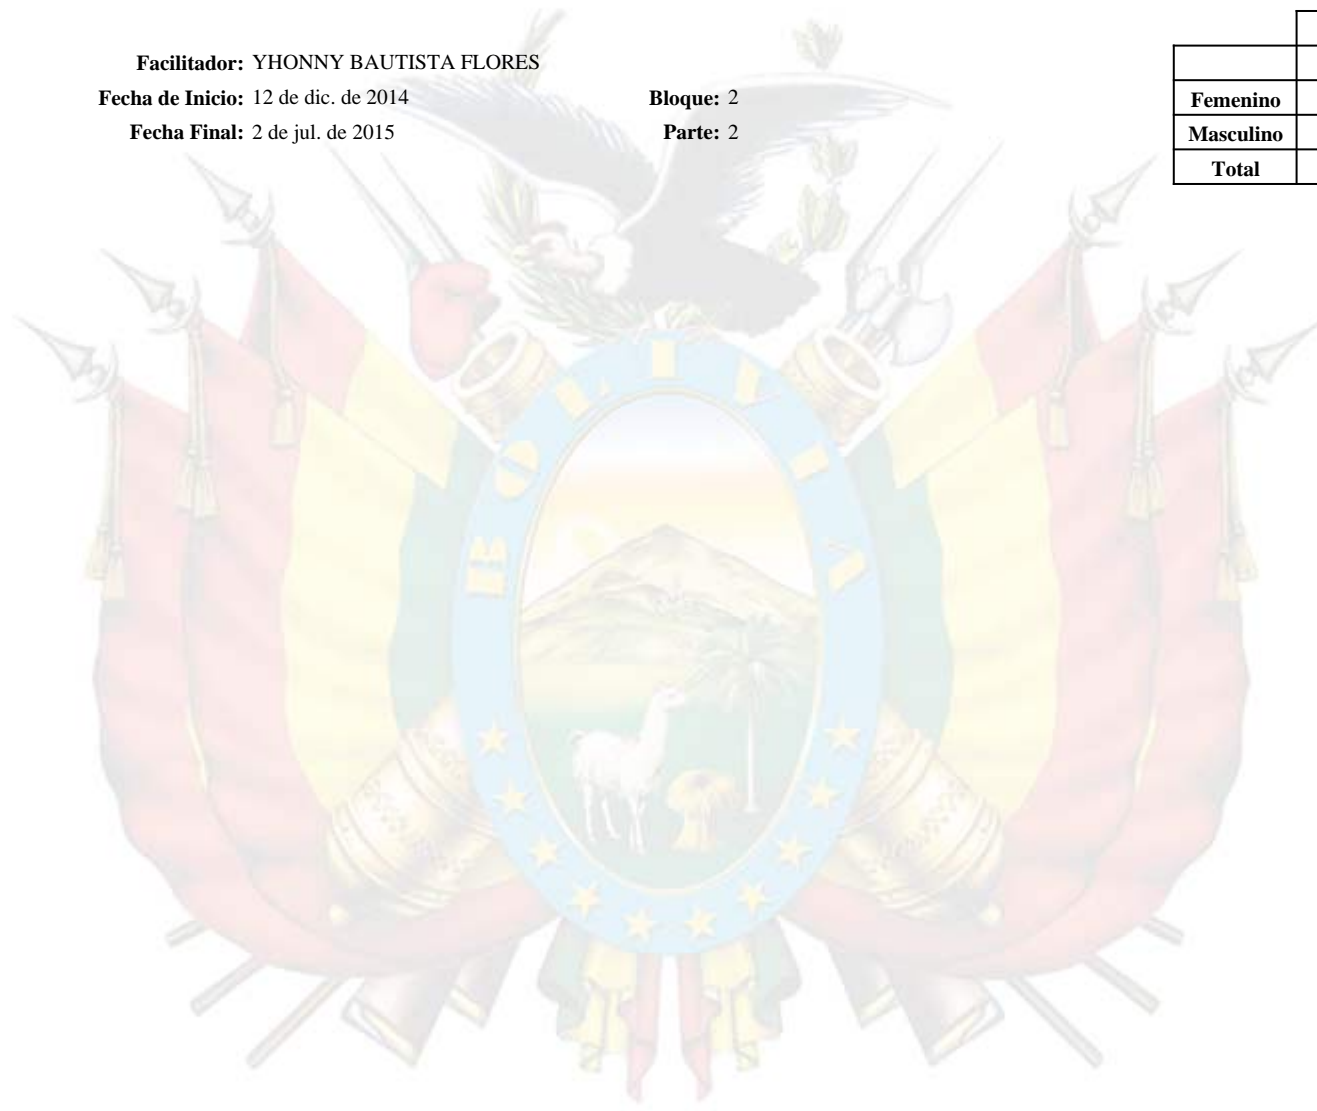 Facilitador: YHONNY BAUTISTA FLORES
Fecha de Inicio: 12 de dic. de 2014 Bloque: 2
Fecha Final: 2 de jul. de 2015 Parte: 2
Femenino
Masculino
Total
BOLIVIA